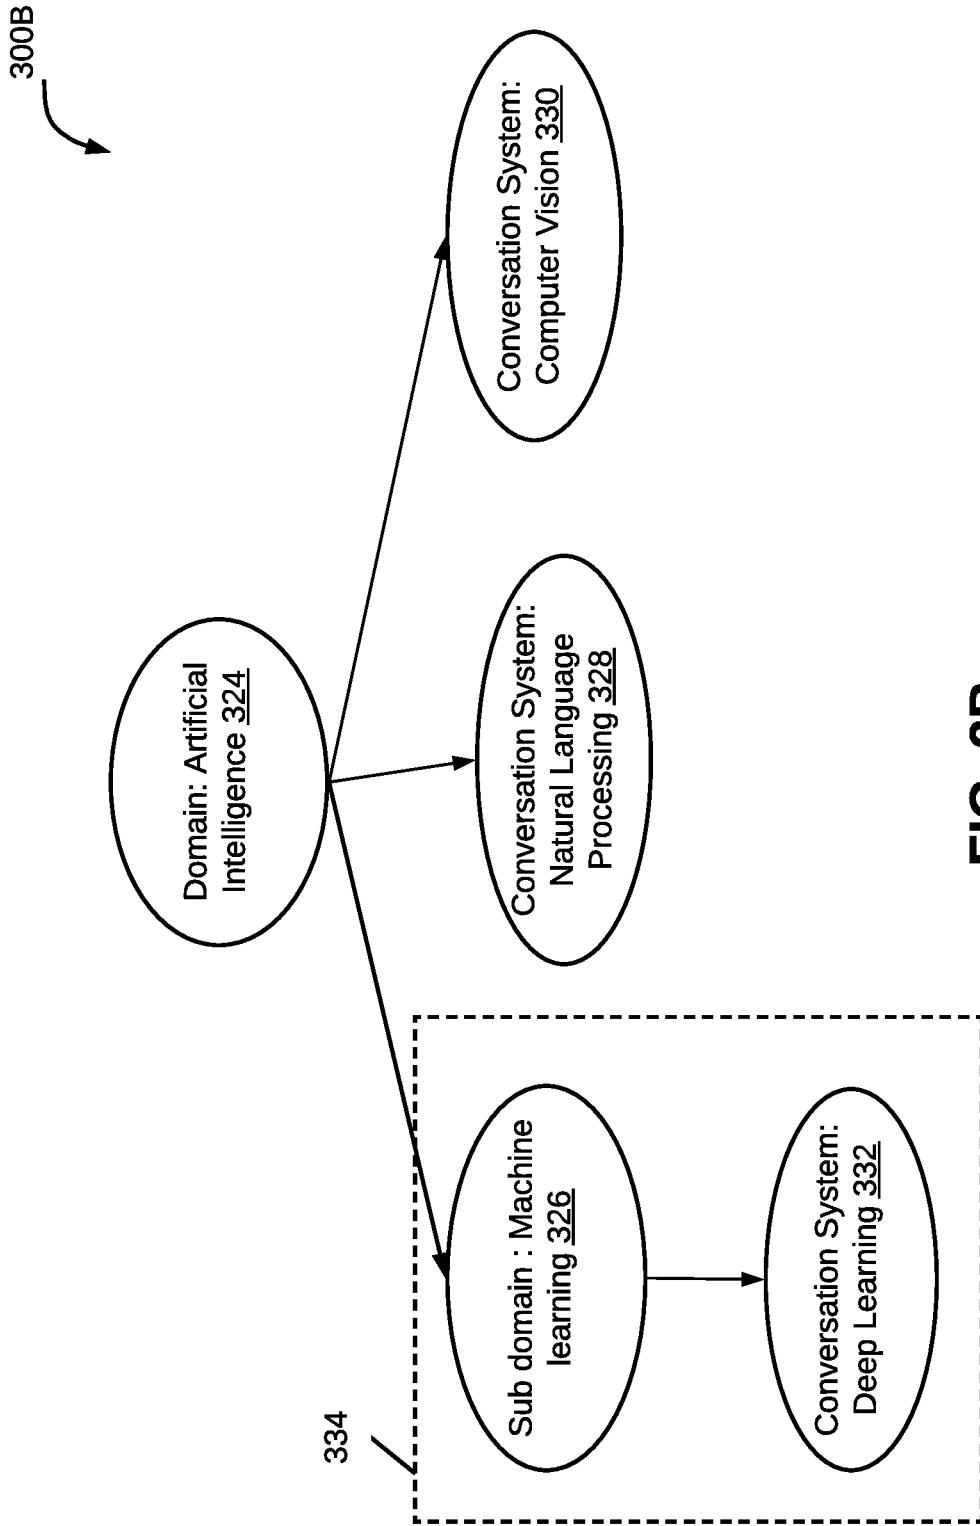 300B
Domain: Artificial
Intelligence 324
334
Sub domain : Machine
learning 326
Conversation System:
Natural Language
Processing 328
Conversation System:
Computer Vision 330
Conversation System:
Deep Learning 332